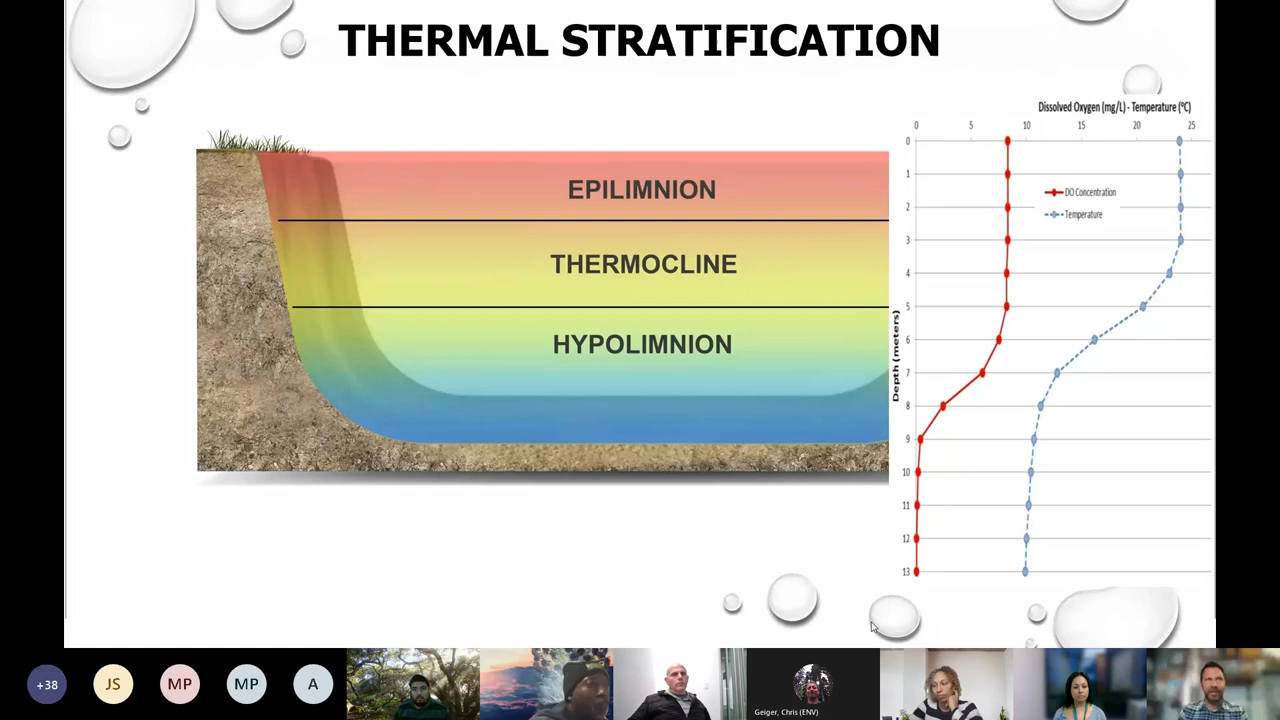 THERMAL STRATIFICATION
EPILIMNION
THERMOCLINE
HYPOLIMNION
Dissolved Oxygen (mg/L) - Temperature (°C)
0 5 10 15 20 25
DO Concentration
Temperature
Depth (meters)
0
1
2
3
4
5
6
7
8
9
10
11
12
13
+38
JS
MP
MP
A
Geiger, Chris (ENV)